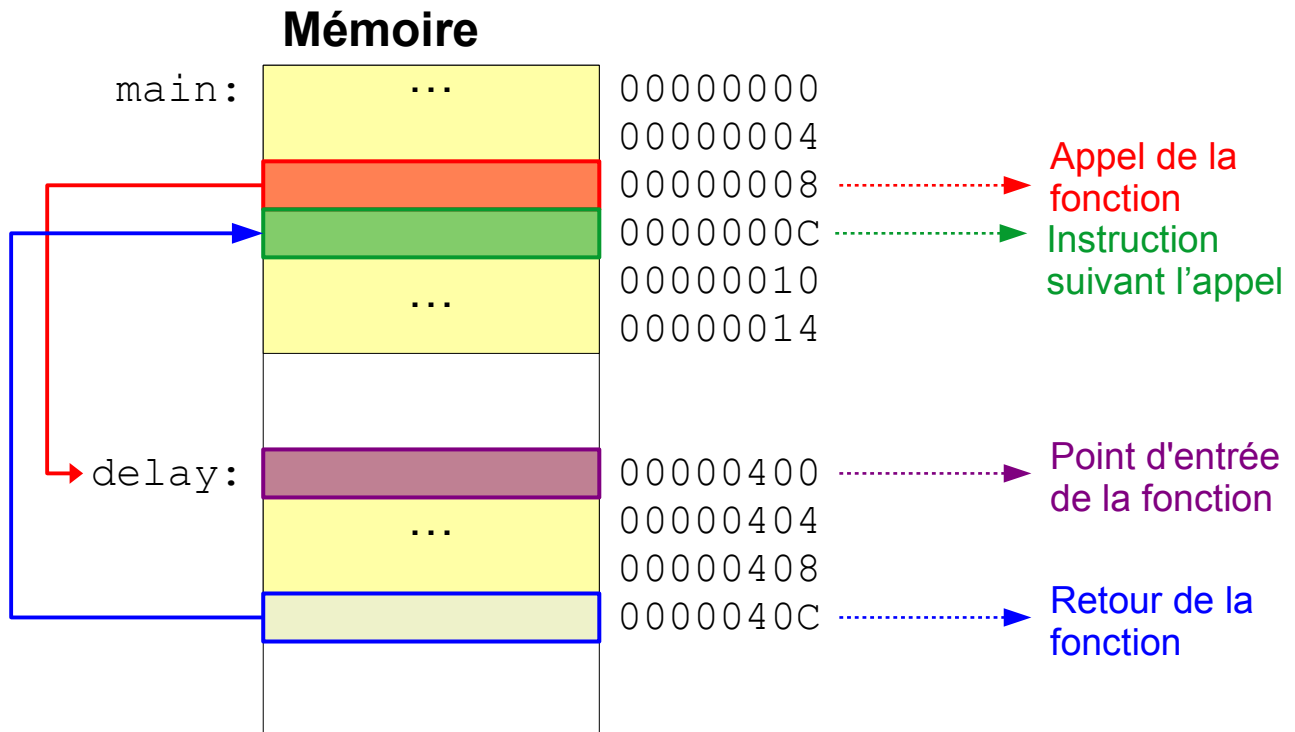 Mémoire
main: ... 00000000
00000004
00000008 Appel de la
fonction
0000000C Instruction
suivant l'appel
00000010
...
00000014
delay: 00000400 Point d'entrée
de la fonction
... 00000404
00000408
0000040C Retour de la
fonction